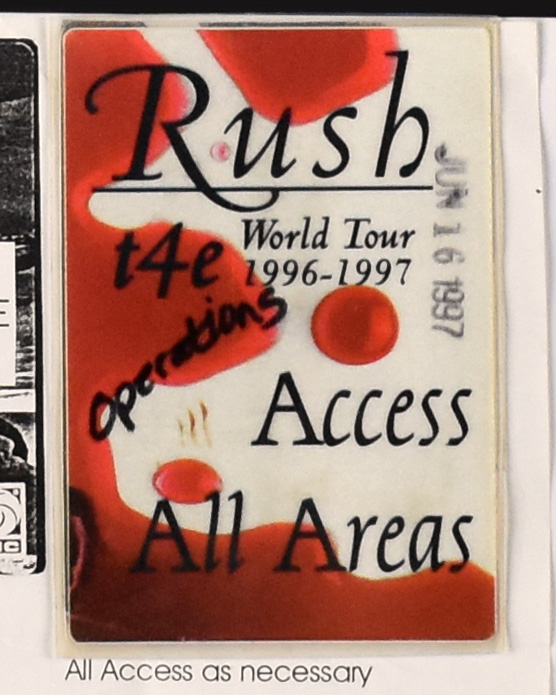 Rush
t4e World Tour
1996-1997
JUN 16 1997
operations
Access
All Areas
All Access as necessary